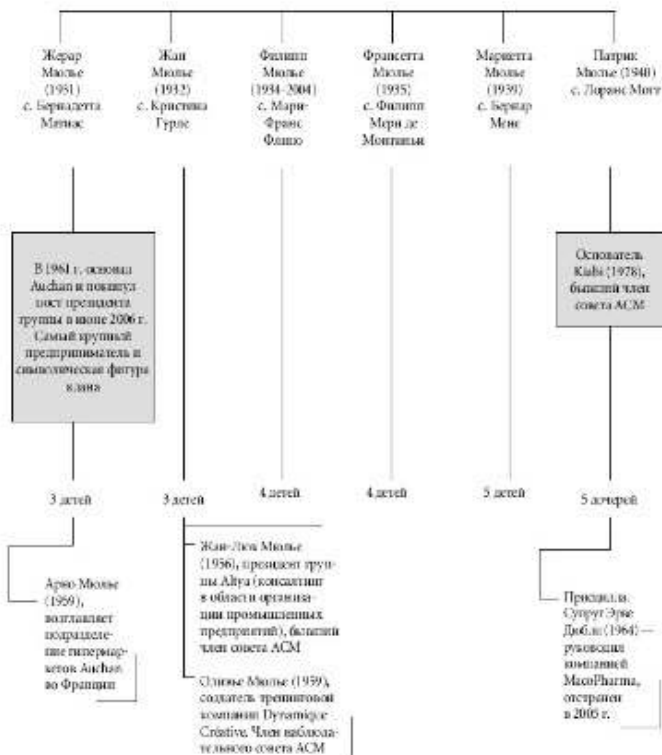 Жерар
Мюлье
(1931)
с. Бернадетта
Матиас
Жан
Мюлье
(1932)
с. Кристина
Гурле
Филипп
Мюлье
(1934–2004)
с. Мари-
Франс
Флипо
Франсетта
Мюлье
(1935)
с. Филипп
Мери де
Монтаньи
Мариетта
Мюлье
(1939)
с. Бернар
Мене
Патрик
Мюлье (1940)
с. Лоранс Мотт
В 1961 г. основал
Auchan и покинул
пост президента
группы в июне 2006 г.
Самый крупный
предприниматель и
символическая фигура
клана
Основатель
Kiabi (1978),
бывший член
совета АСМ
3 детей
3 детей
4 детей
4 детей
5 детей
5 дочерей
Арно Мюлье
(1959),
возглавляет
подразделе-
ние гипермар-
кетов Auchan
во Франции
Жан-Люк Мюлье
(1956), президент груп-
пы Altya (консалтинг
в области организа-
ции промышленных
предприятий), бывший
член совета АСМ
Оливье Мюлье (1959),
создатель тренинговой
компании Dynamique
Créative. Член наблюда-
тельного совета АСМ
Присцилла.
Супруг Эрве
(1964) —
руководил
компанией
MacoPharma,
отстранен
в 2005 г.